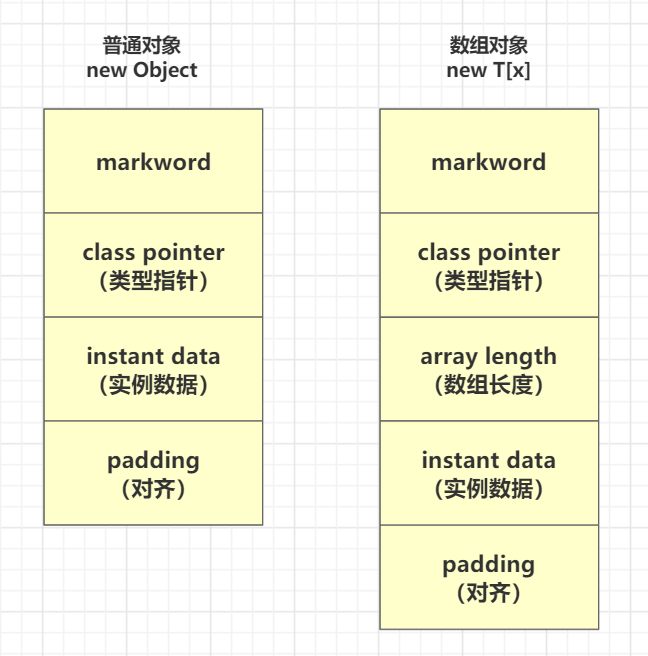 普通对象
new Object
markword
class pointer
（类型指针）
instant data
（实例数据）
padding
（对齐）
数组对象
new T[x]
markword
class pointer
（类型指针）
array length
（数组长度）
instant data
（实例数据）
padding
（对齐）